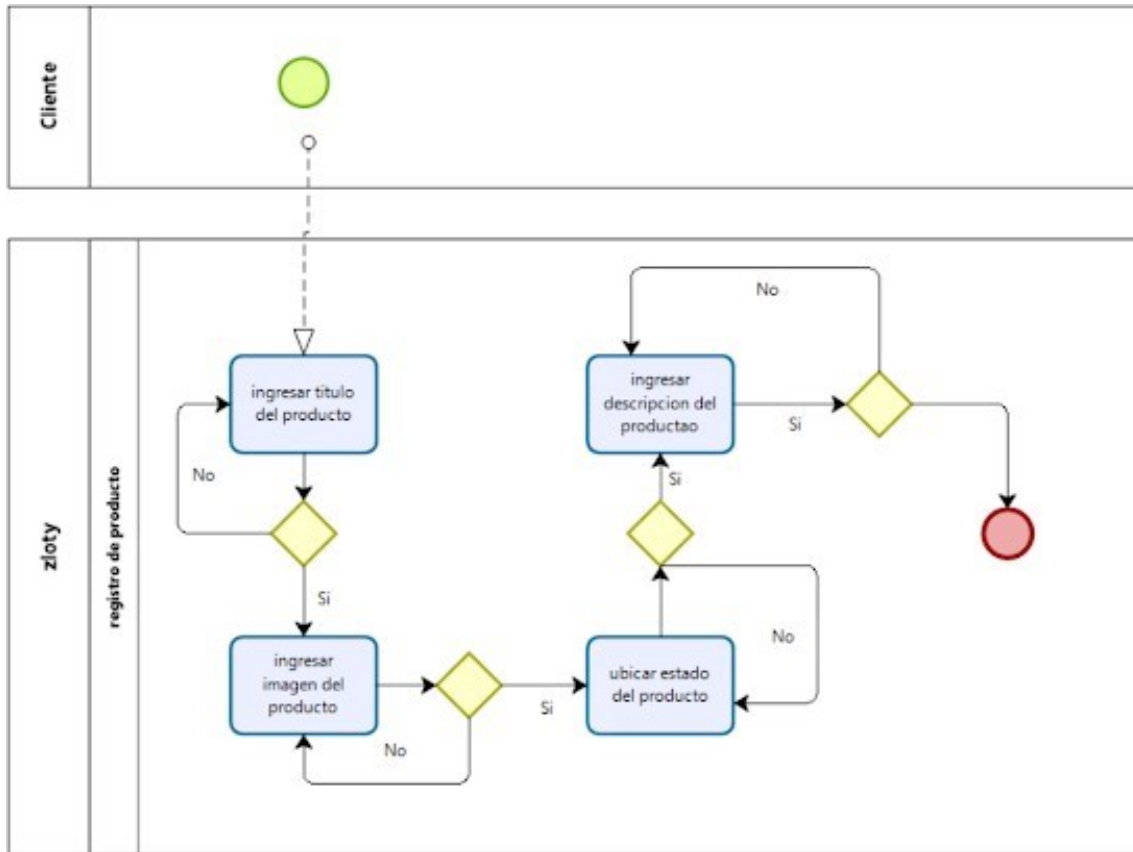 Cliente
zloty
registro de producto
ingresar titulo
del producto
No
Si
ingresar
imagen del
producto
No
Si
ubicar estado
del producto
No
Si
ingresar
descripcion del
productao
No
Si